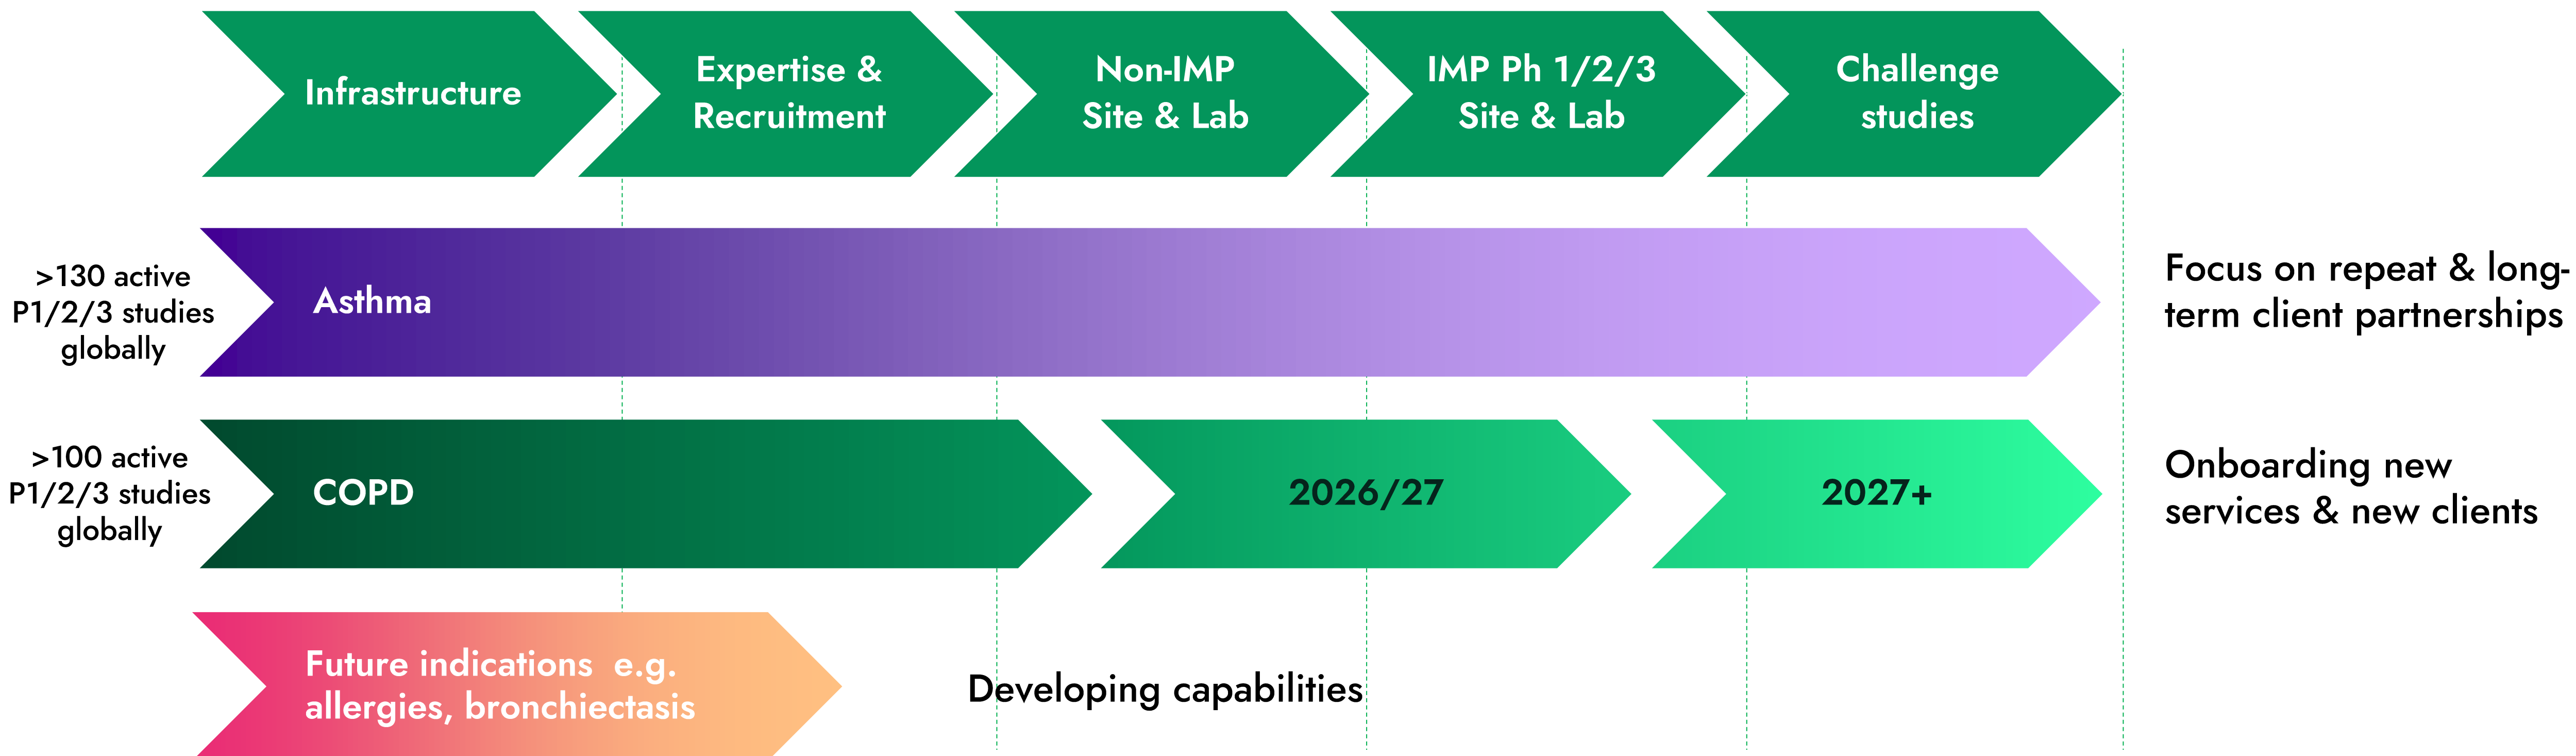 Infrastructure
Expertise &
Recruitment
Non-IMP
Site & Lab
IMP Ph 1/2/3
Site & Lab
Challenge
studies
>130 active
P1/2/3 studies
globally
Asthma
Focus on repeat & long-
term client partnerships
>100 active
P1/2/3 studies
globally
COPD
2026/27
2027+
Onboarding new
services & new clients
Future indications e.g.
allergies, bronchiectasis
Developing capabilities